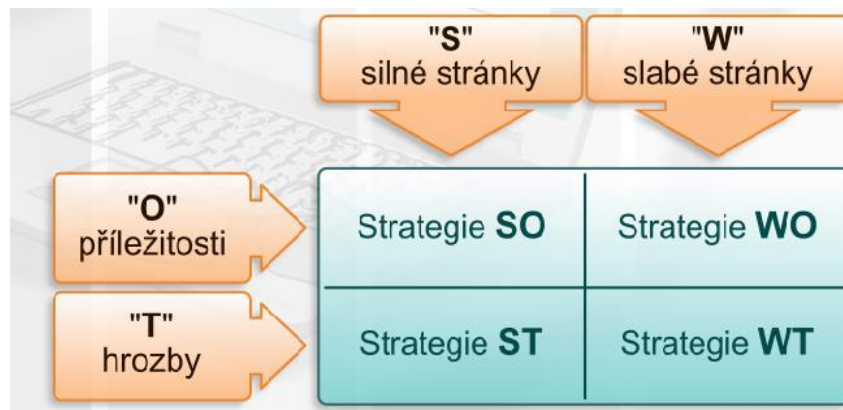 "S"
silné stránky
"W"
slabé stránky
"O"
příležitosti
Strategie SO
Strategie WO
"T"
hrozby
Strategie ST
Strategie WT